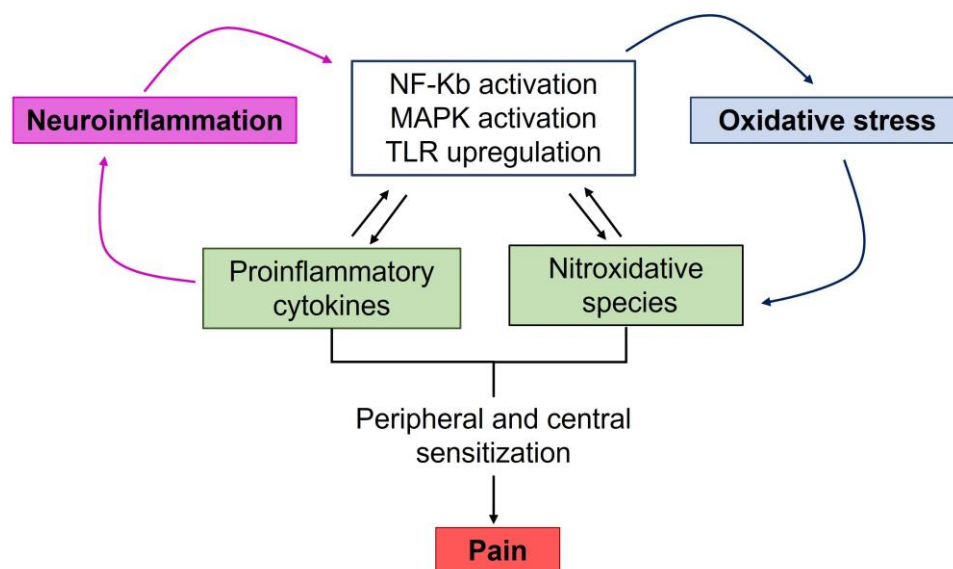 NF-Kb activation
MAPK activation
TLR upregulation
Neuroinflammation
Oxidative stress
Proinflammatory
cytokines
Nitroxidative
species
Peripheral and central
sensitization
Pain